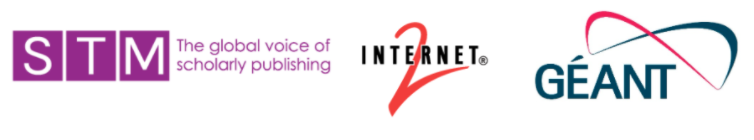 STM The global voice of
scholarly publishing
INTERNET®
2
GÉANT